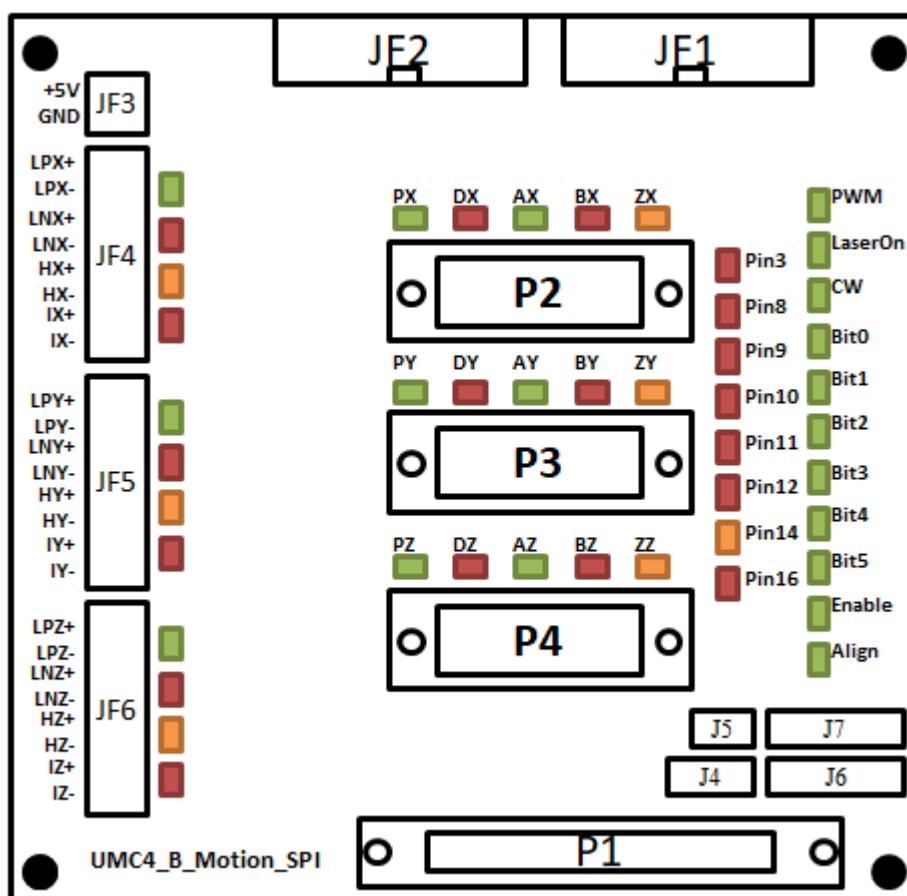 JF2
JF1
+5V
GND
JF3
LPX+
LPX-
LNX+
LNX-
HX+
HX-
IX+
IX-
JF4
PX DX AX BX ZX
P2
PY DY AY BY ZY
P3
PZ DZ AZ BZ ZZ
P4
Pin3
Pin8
Pin9
Pin10
Pin11
Pin12
Pin14
Pin16
PWM
LaserOn
CW
Bit0
Bit1
Bit2
Bit3
Bit4
Bit5
Enable
Align
LPY+
LPY-
LNY+
LNY-
HY+
HY-
IY+
IY-
JF5
LPZ+
LPZ-
LNZ+
LNZ-
HZ+
HZ-
IZ+
IZ-
JF6
J5 J7
J4 J6
UMC4_B_Motion_SPI
P1